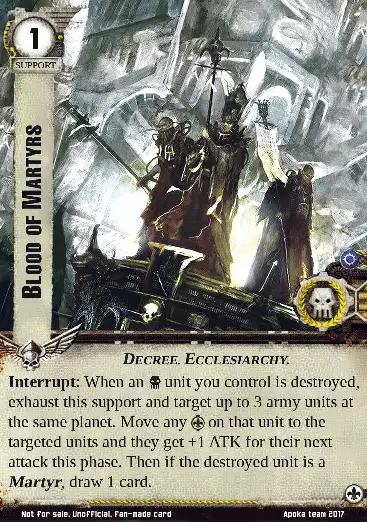 1
SUPPORT
BLOOD OF MARTYRS
DECREE. ECCLESIARCHY.
Interrupt: When an unit you control is destroyed,
exhaust this support and target up to 3 army units at
the same planet. Move any on that unit to the
targeted units and they get +1 ATK for their next
attack this phase. Then if the destroyed unit is a
Martyr, draw 1 card.
Not for sale. Unofficial. Fan-made card
Apoka team 2017